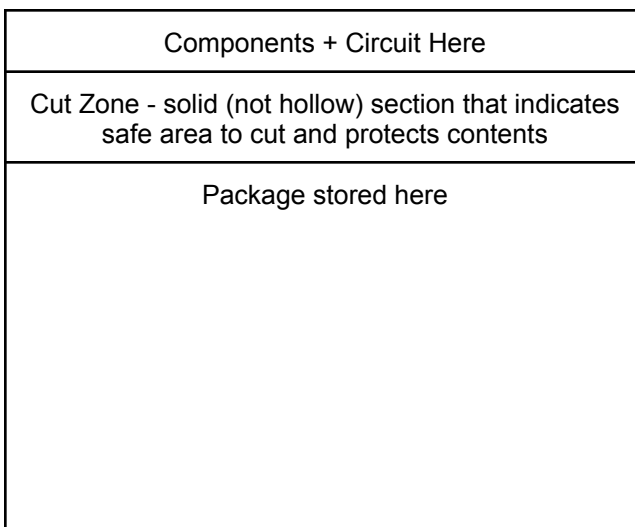 Components + Circuit Here
Cut Zone - solid (not hollow) section that indicates
safe area to cut and protects contents
Package stored here